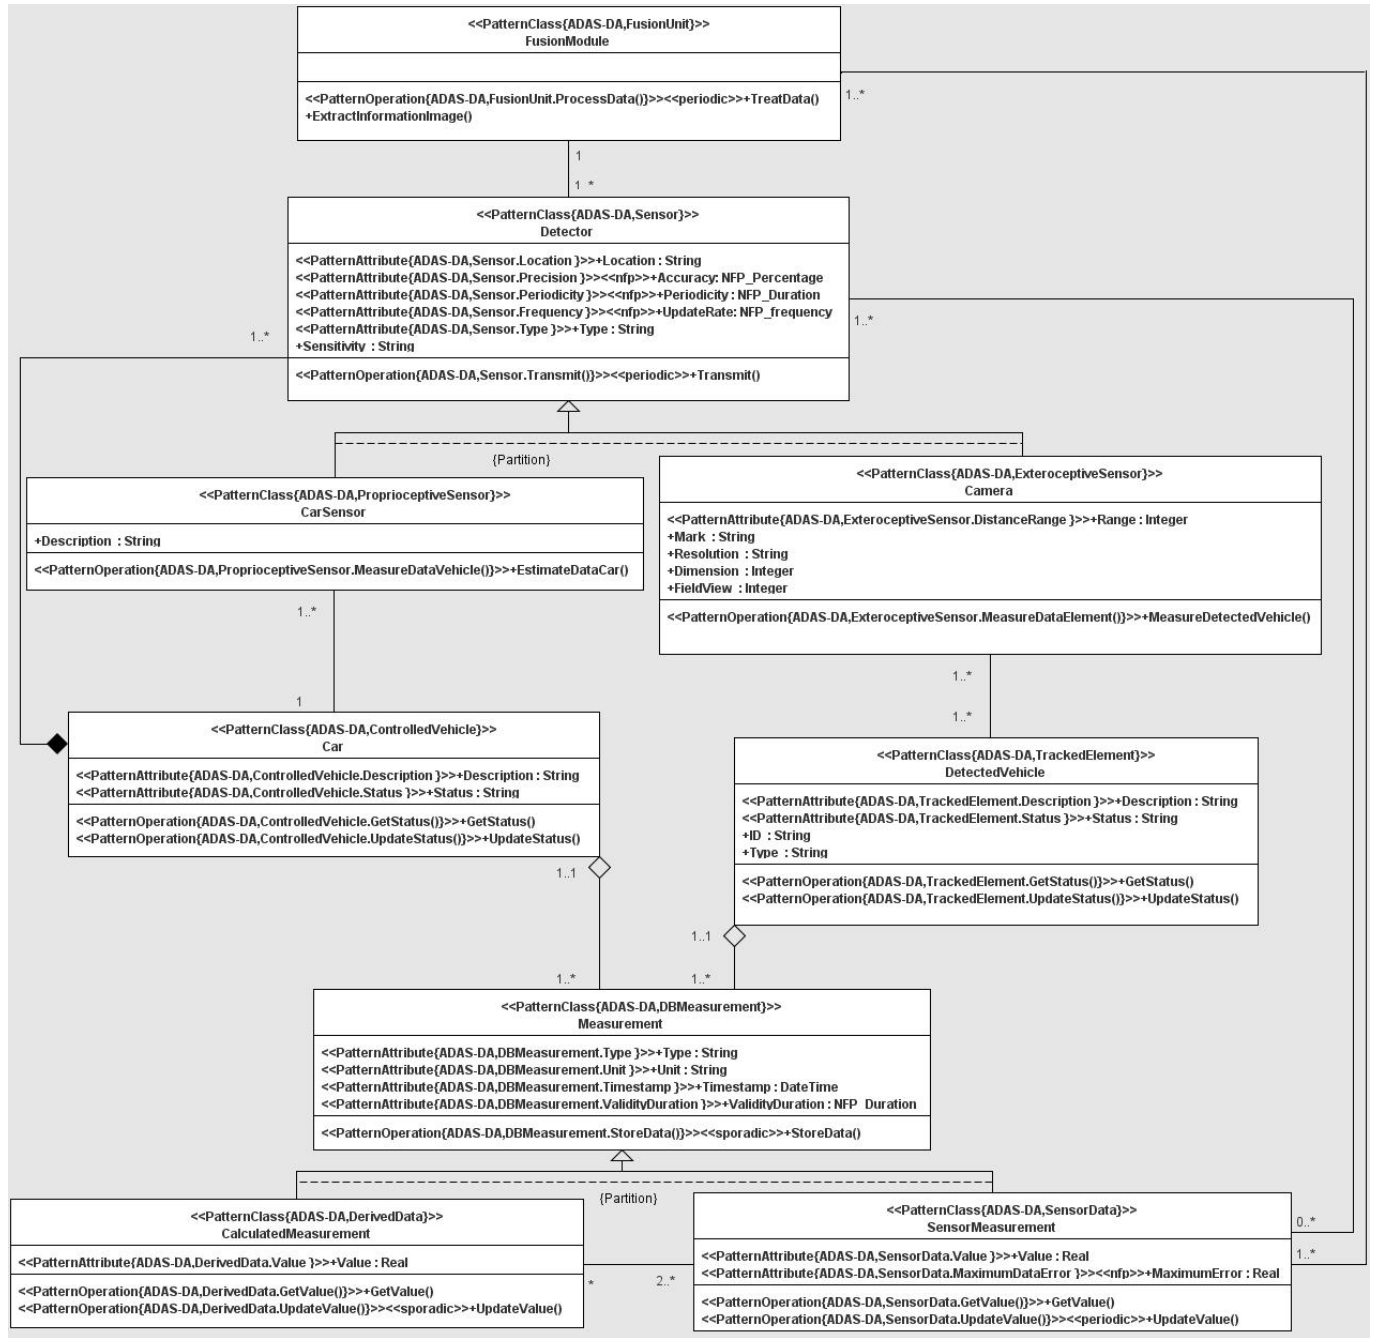 <<PatternClass{ADAS-DA,FusionUnit}>>
FusionModule
<<PatternOperation{ADAS-DA,FusionUnit.ProcessData()}>><<periodic>>+TreatData()
+ExtractInformationImage()
1..*
1
1 *
<<PatternClass{ADAS-DA,Sensor}>>
Detector
<<PatternAttribute{ADAS-DA,Sensor.Location }>>+Location : String
<<PatternAttribute{ADAS-DA,Sensor.Precision }>><<nfp>>+Accuracy: NFP_Percentage
<<PatternAttribute{ADAS-DA,Sensor.Periodicity }>><<nfp>>+Periodicity : NFP_Duration
<<PatternAttribute{ADAS-DA,Sensor.Frequency }>><<nfp>>+UpdateRate: NFP_frequency
<<PatternAttribute{ADAS-DA,Sensor.Type }>>+Type : String
+Sensitivity : String
<<PatternOperation{ADAS-DA,Sensor.Transmit()}>><<periodic>>+Transmit()
1..*
1..*
{Partition}
<<PatternClass{ADAS-DA,ProprioceptiveSensor}>>
CarSensor
+Description : String
<<PatternOperation{ADAS-DA,ProprioceptiveSensor.MeasureDataVehicle()}>>+EstimateDataCar()
<<PatternClass{ADAS-DA,ExteroceptiveSensor}>>
Camera
<<PatternAttribute{ADAS-DA,ExteroceptiveSensor.DistanceRange }>>+Range : Integer
+Mark : String
+Resolution : String
+Dimension : Integer
+FieldView : Integer
<<PatternOperation{ADAS-DA,ExteroceptiveSensor.MeasureDataElement()}>>+MeasureDetectedVehicle()
1..*
1
1..*
1..*
<<PatternClass{ADAS-DA,ControlledVehicle}>>
Car
<<PatternAttribute{ADAS-DA,ControlledVehicle.Description }>>+Description : String
<<PatternAttribute{ADAS-DA,ControlledVehicle.Status }>>+Status : String
<<PatternOperation{ADAS-DA,ControlledVehicle.GetStatus()}>>+GetStatus()
<<PatternOperation{ADAS-DA,ControlledVehicle.UpdateStatus()}>>+UpdateStatus()
<<PatternClass{ADAS-DA,TrackedElement}>>
DetectedVehicle
<<PatternAttribute{ADAS-DA,TrackedElement.Description }>>+Description : String
<<PatternAttribute{ADAS-DA,TrackedElement.Status }>>+Status : String
+ID : String
+Type : String
<<PatternOperation{ADAS-DA,TrackedElement.GetStatus()}>>+GetStatus()
<<PatternOperation{ADAS-DA,TrackedElement.UpdateStatus()}>>+UpdateStatus()
1..1
1..1
1..*
1..*
<<PatternClass{ADAS-DA,DBMeasurement}>>
Measurement
<<PatternAttribute{ADAS-DA,DBMeasurement.Type }>>+Type : String
<<PatternAttribute{ADAS-DA,DBMeasurement.Unit }>>+Unit : String
<<PatternAttribute{ADAS-DA,DBMeasurement.Timestamp }>>+Timestamp : DateTime
<<PatternAttribute{ADAS-DA,DBMeasurement.ValidityDuration }>>+ValidityDuration : NFP_Duration
<<PatternOperation{ADAS-DA,DBMeasurement.StoreData()}>><<sporadic>>+StoreData()
{Partition}
<<PatternClass{ADAS-DA,DerivedData}>>
CalculatedMeasurement
<<PatternAttribute{ADAS-DA,DerivedData.Value }>>+Value : Real
<<PatternOperation{ADAS-DA,DerivedData.GetValue()}>>+GetValue()
<<PatternOperation{ADAS-DA,DerivedData.UpdateValue()}>><<sporadic>>+UpdateValue()
*
2..*
<<PatternClass{ADAS-DA,SensorData}>>
SensorMeasurement
<<PatternAttribute{ADAS-DA,SensorData.Value }>>+Value : Real
<<PatternAttribute{ADAS-DA,SensorData.MaximumDataError }>><<nfp>>+MaximumError : Real
<<PatternOperation{ADAS-DA,SensorData.GetValue()}>>+GetValue()
<<PatternOperation{ADAS-DA,SensorData.UpdateValue()}>><<periodic>>+UpdateValue()
0..*
1..*